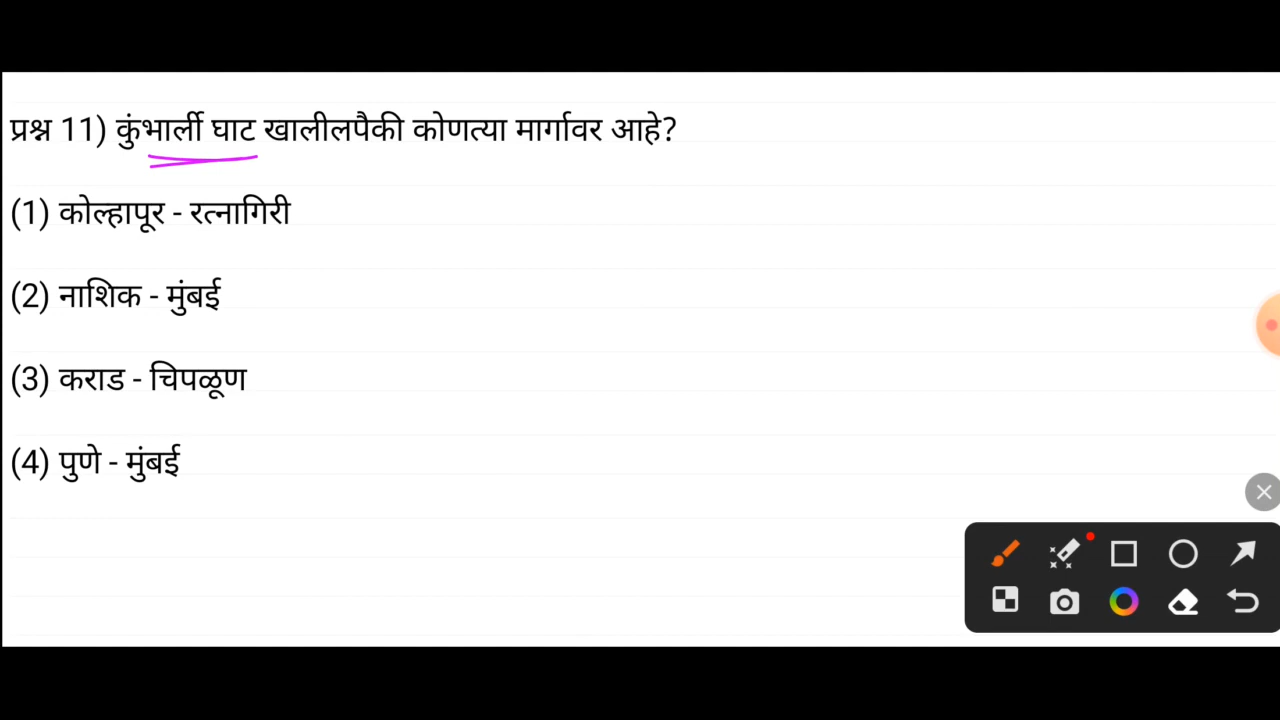 प्रश्न 11) कुंभार्ली घाट खालीलपैकी कोणत्या मार्गावर आहे?
(1) कोल्हापूर - रत्नागिरी
(2) नाशिक - मुंबई
(3) कराड - चिपळूण
(4) पुणे - मुंबई